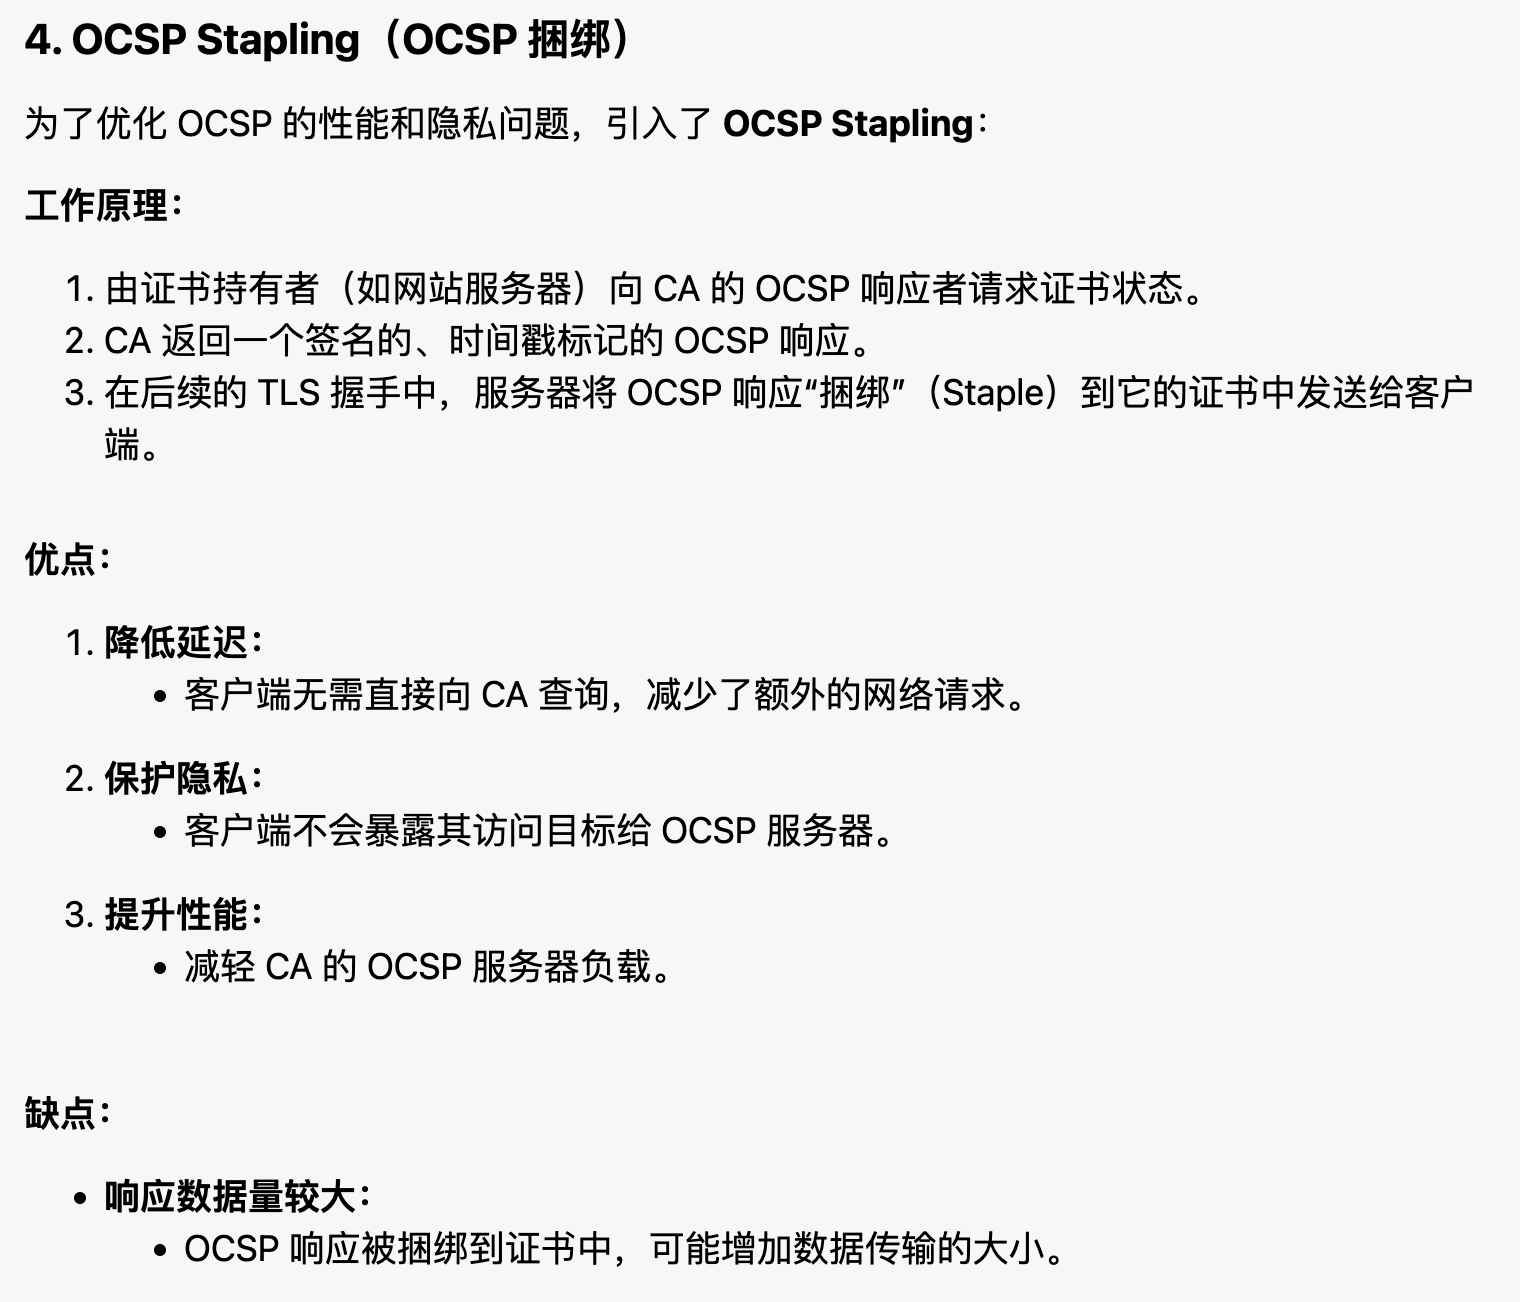 4. OCSP Stapling（OCSP 捆绑）
为了优化 OCSP 的性能和隐私问题，引入了 OCSP Stapling：
工作原理：
1. 由证书持有者（如网站服务器）向 CA 的 OCSP 响应者请求证书状态。
2. CA 返回一个签名的、时间戳标记的 OCSP 响应。
3. 在后续的 TLS 握手中，服务器将 OCSP 响应“捆绑”（Staple）到它的证书中发送给客户
端。
优点：
1. 降低延迟：
• 客户端无需直接向 CA 查询，减少了额外的网络请求。
2. 保护隐私：
• 客户端不会暴露其访问目标给 OCSP 服务器。
3. 提升性能：
• 减轻 CA 的 OCSP 服务器负载。
缺点：
• 响应数据量较大：
• OCSP 响应被捆绑到证书中，可能增加数据传输的大小。